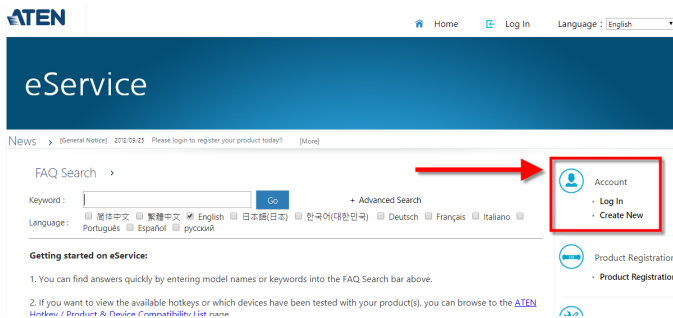 ATEN
Home Log In Language : English
eService
News > [General Notice] 2012/09/25 Please login to register your product today!! [More]
FAQ Search >
Keyword : Go + Advanced Search
Language : 简体中文 繁體中文 English 日本語(日本) 한국어(대한민국) Deutsch Français Italiano
Português Español русский
Getting started on eService:
1. You can find answers quickly by entering model names or keywords into the FAQ Search bar above.
2. If you want to view the available hotkeys or which devices have been tested with your product(s), you can browse to the ATEN
Hotkey / Product & Device Compatibility List page
Account
• Log In
• Create New
Product Registration
• Product Registration